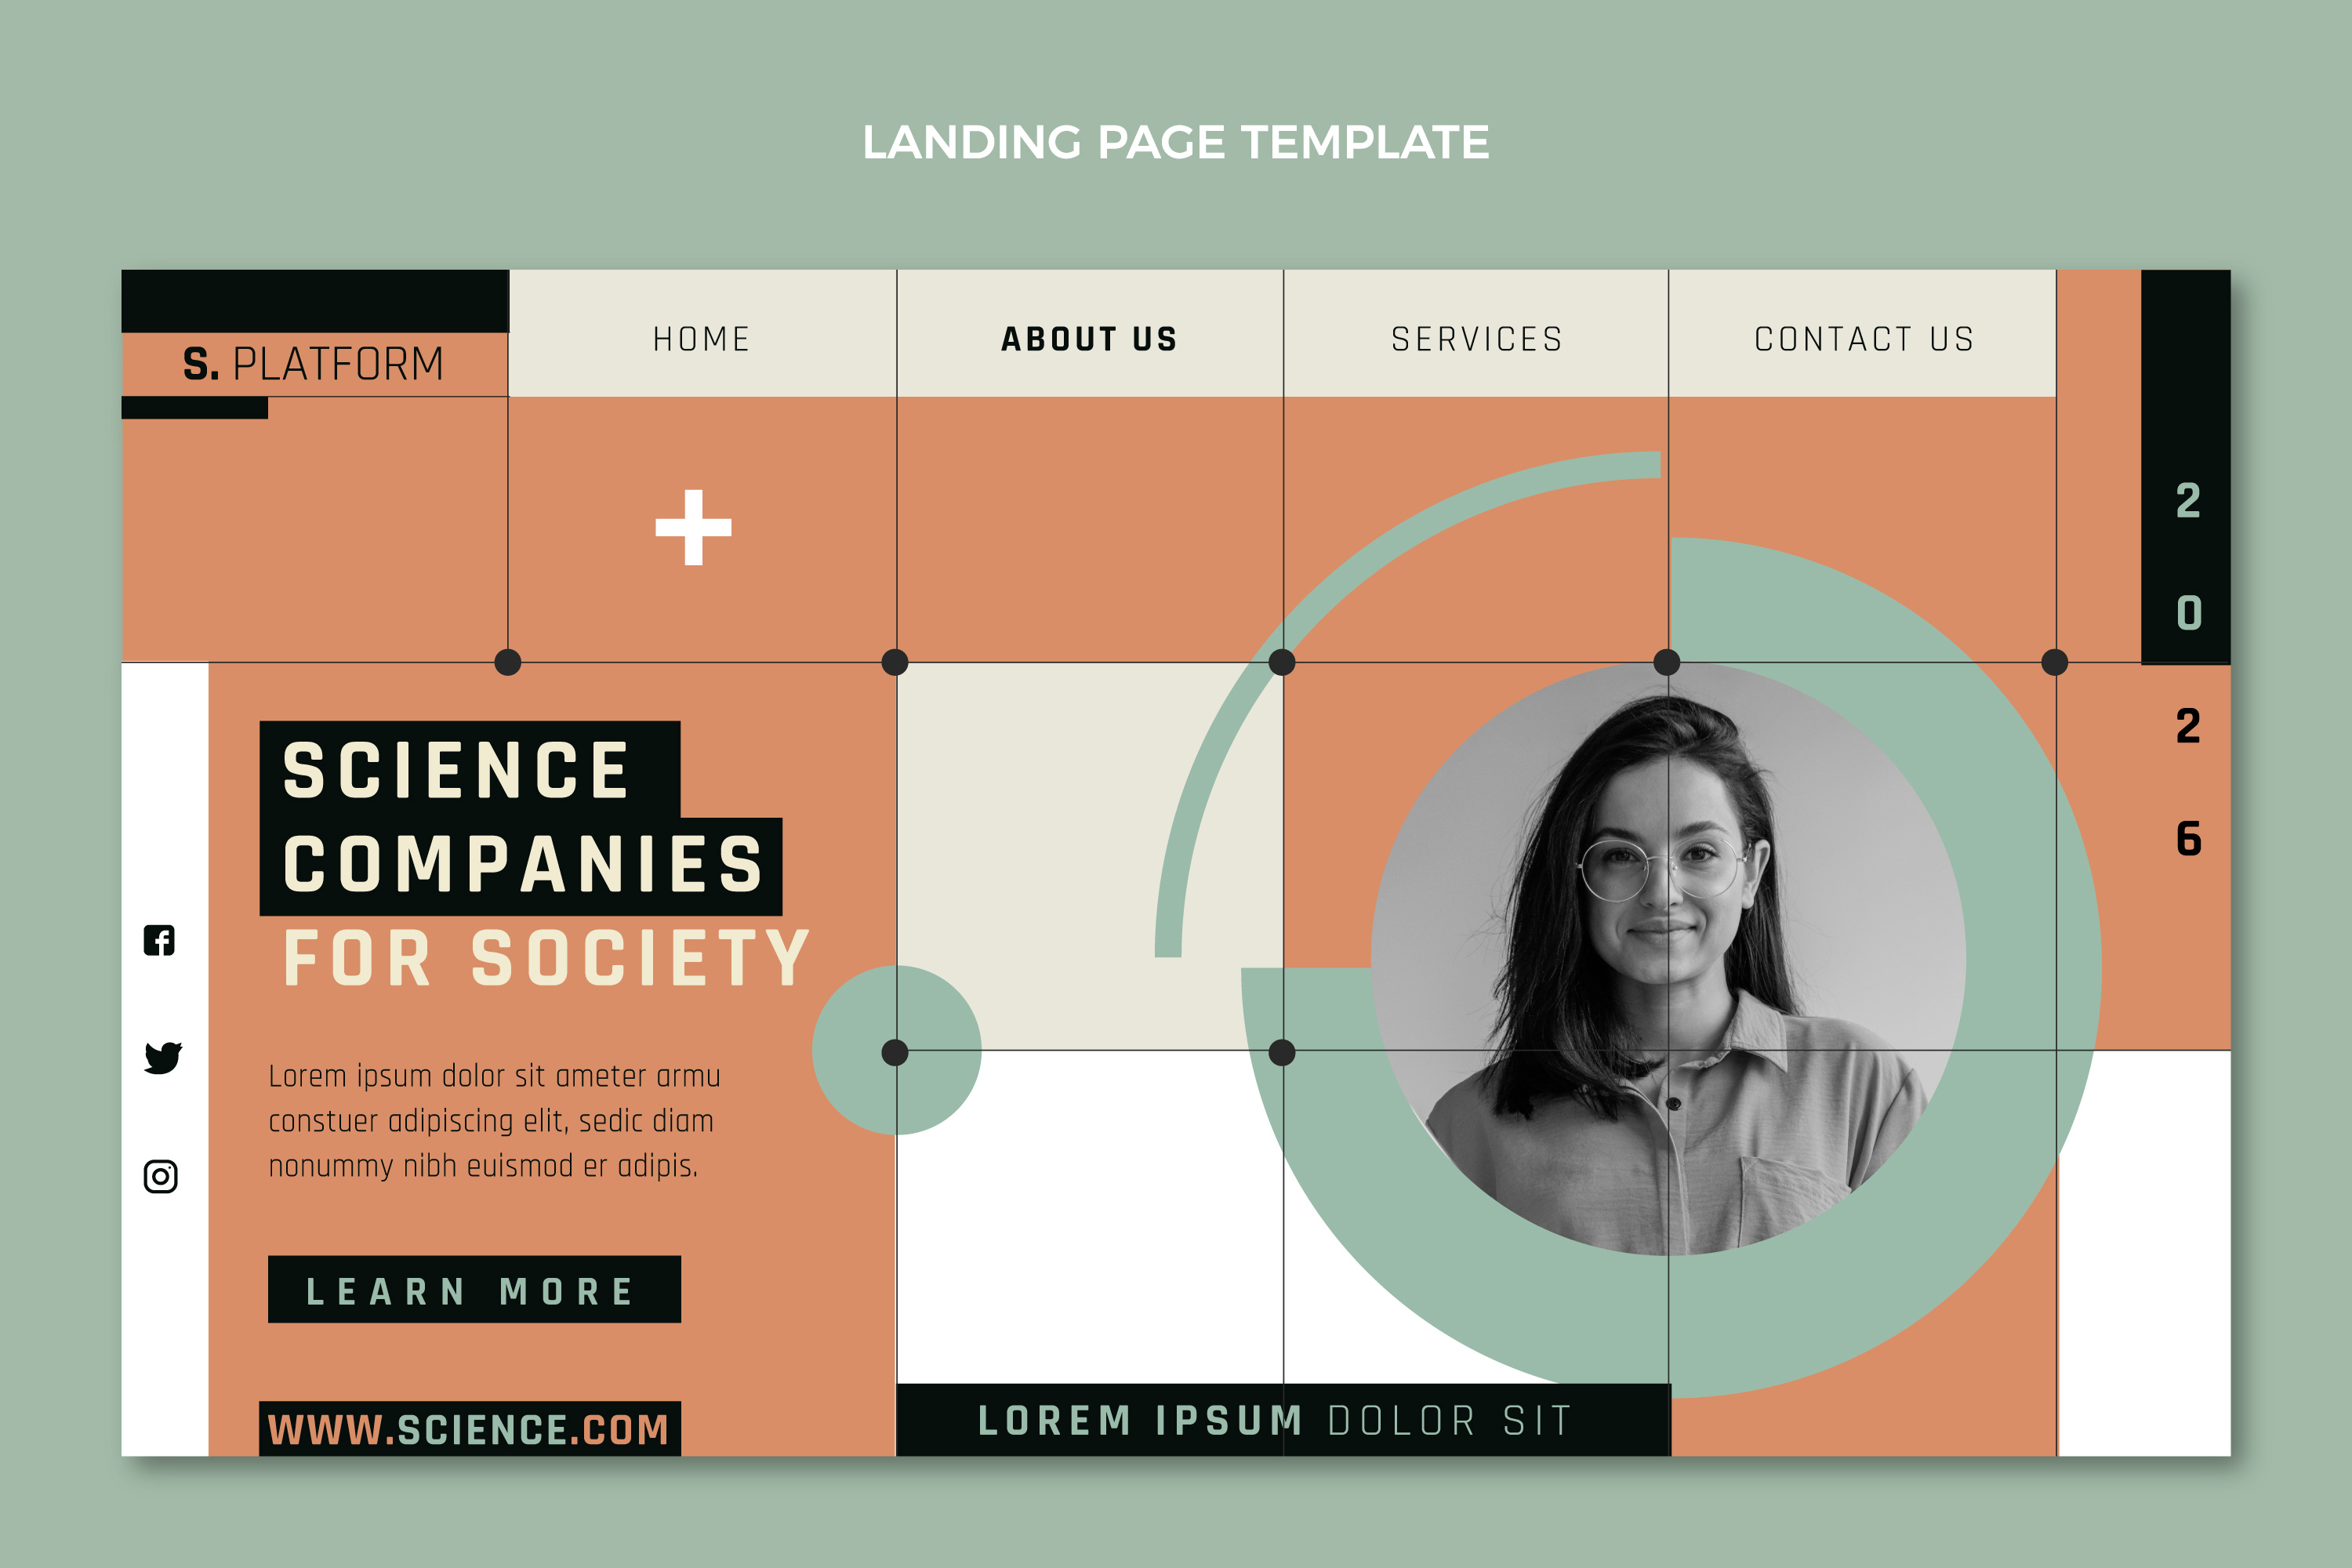 LANDING PAGE TEMPLATE
S. PLATFORM
HOME
ABOUT US
SERVICES
CONTACT US
2
0
2
6
SCIENCE
COMPANIES
FOR SOCIETY
Lorem ipsum dolor sit ameter armu
constuer adipiscing elit, sedic diam
nonummy nibh euismod er adipis.
LEARN MORE
WWW.SCIENCE.COM
LOREM IPSUM DOLOR SIT